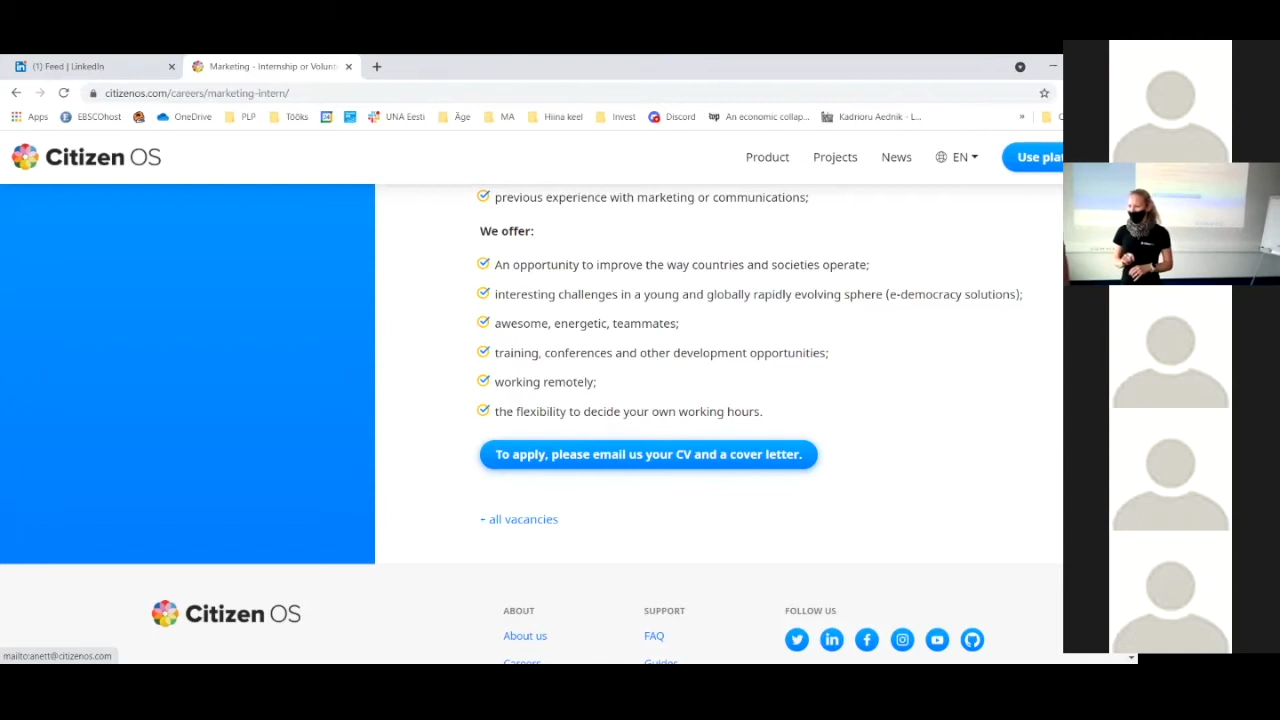 (1) Feed | LinkedIn
Marketing - Internship or Volunt
citizenos.com/careers/marketing-intern/
Apps EBSCOhost OneDrive PLP Tööks UNA Eesti Äge MA Hiina keel Invest Discord An economic collap... Kadrioru Aednik - L... »
Citizen OS
Product Projects News EN Use plat
previous experience with marketing or communications;
We offer:
An opportunity to improve the way countries and societies operate;
interesting challenges in a young and globally rapidly evolving sphere (e-democracy solutions);
awesome, energetic, teammates;
training, conferences and other development opportunities;
working remotely;
the flexibility to decide your own working hours.
To apply, please email us your CV and a cover letter.
← all vacancies
Citizen OS
ABOUT SUPPORT FOLLOW US
About us FAQ
Careers Guides
mailto:anett@citizenos.com